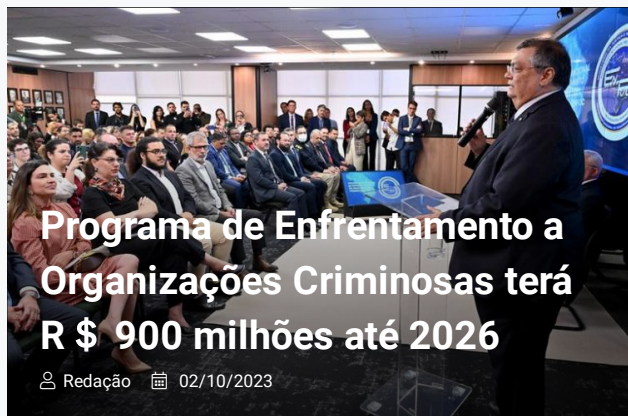 Programa de Enfrentamento a
Organizações Criminosas terá
R $ 900 milhões até 2026
Redação 02/10/2023